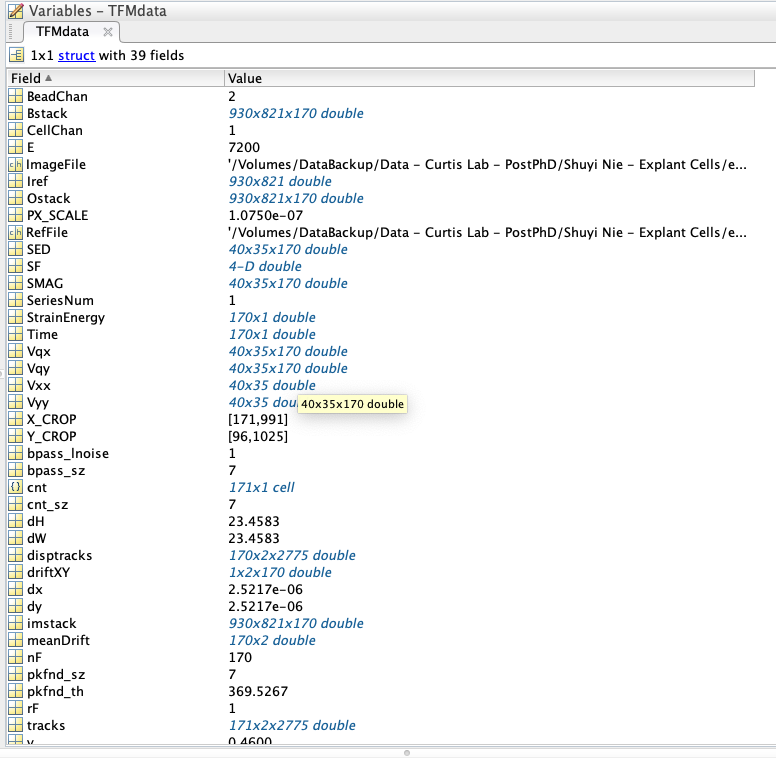 Variables - TFMdata
TFMdata
1x1 struct with 39 fields
Field Value
BeadChan 2
Bstack 930x821x170 double
CellChan 1
E 7200
ch ImageFile '/Volumes/DataBackup/Data - Curtis Lab - PostPhD/Shuyi Nie - Explant Cells/e...
Iref 930x821 double
Ostack 930x821x170 double
PX_SCALE 1.0750e-07
ch RefFile '/Volumes/DataBackup/Data - Curtis Lab - PostPhD/Shuyi Nie - Explant Cells/e...
SED 40x35x170 double
SF 4-D double
SMAG 40x35x170 double
SeriesNum 1
StrainEnergy 170x1 double
Time 170x1 double
Vqx 40x35x170 double
Vqy 40x35x170 double
Vxx 40x35 double
Vyy 40x35 dou
40x35x170 double
X_CROP [171,991]
Y_CROP [96,1025]
bpass_lnoise 1
bpass_sz 7
{} cnt 171x1 cell
cnt_sz 7
dH 23.4583
dW 23.4583
disptracks 170x2x2775 double
driftXY 1x2x170 double
dx 2.5217e-06
dy 2.5217e-06
imstack 930x821x170 double
meanDrift 170x2 double
nF 170
pkfnd_sz 7
pkfnd_th 369.5267
rF 1
tracks 171x2x2775 double
v 0.4600